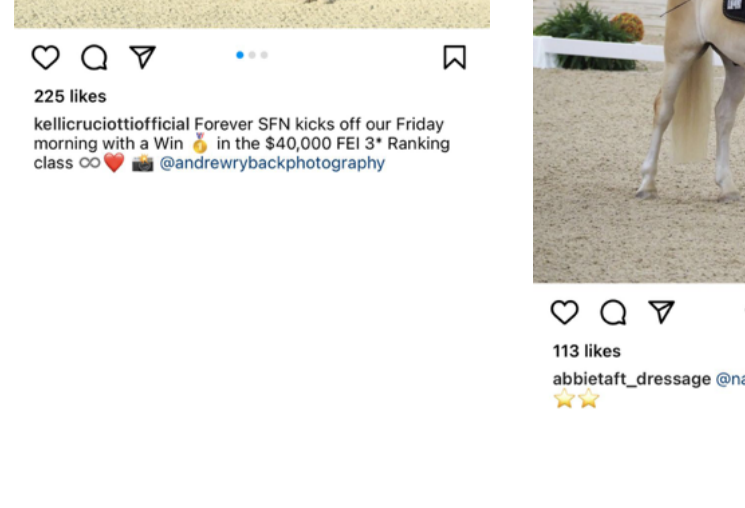 225 likes
kellicruciottiofficial Forever SFN kicks off our Friday
morning with a Win 🥇 in the $40,000 FEI 3* Ranking
class ∞❤️ 📸 @andrewrybackphotography
113 likes
abbietaft_dressage
⭐⭐